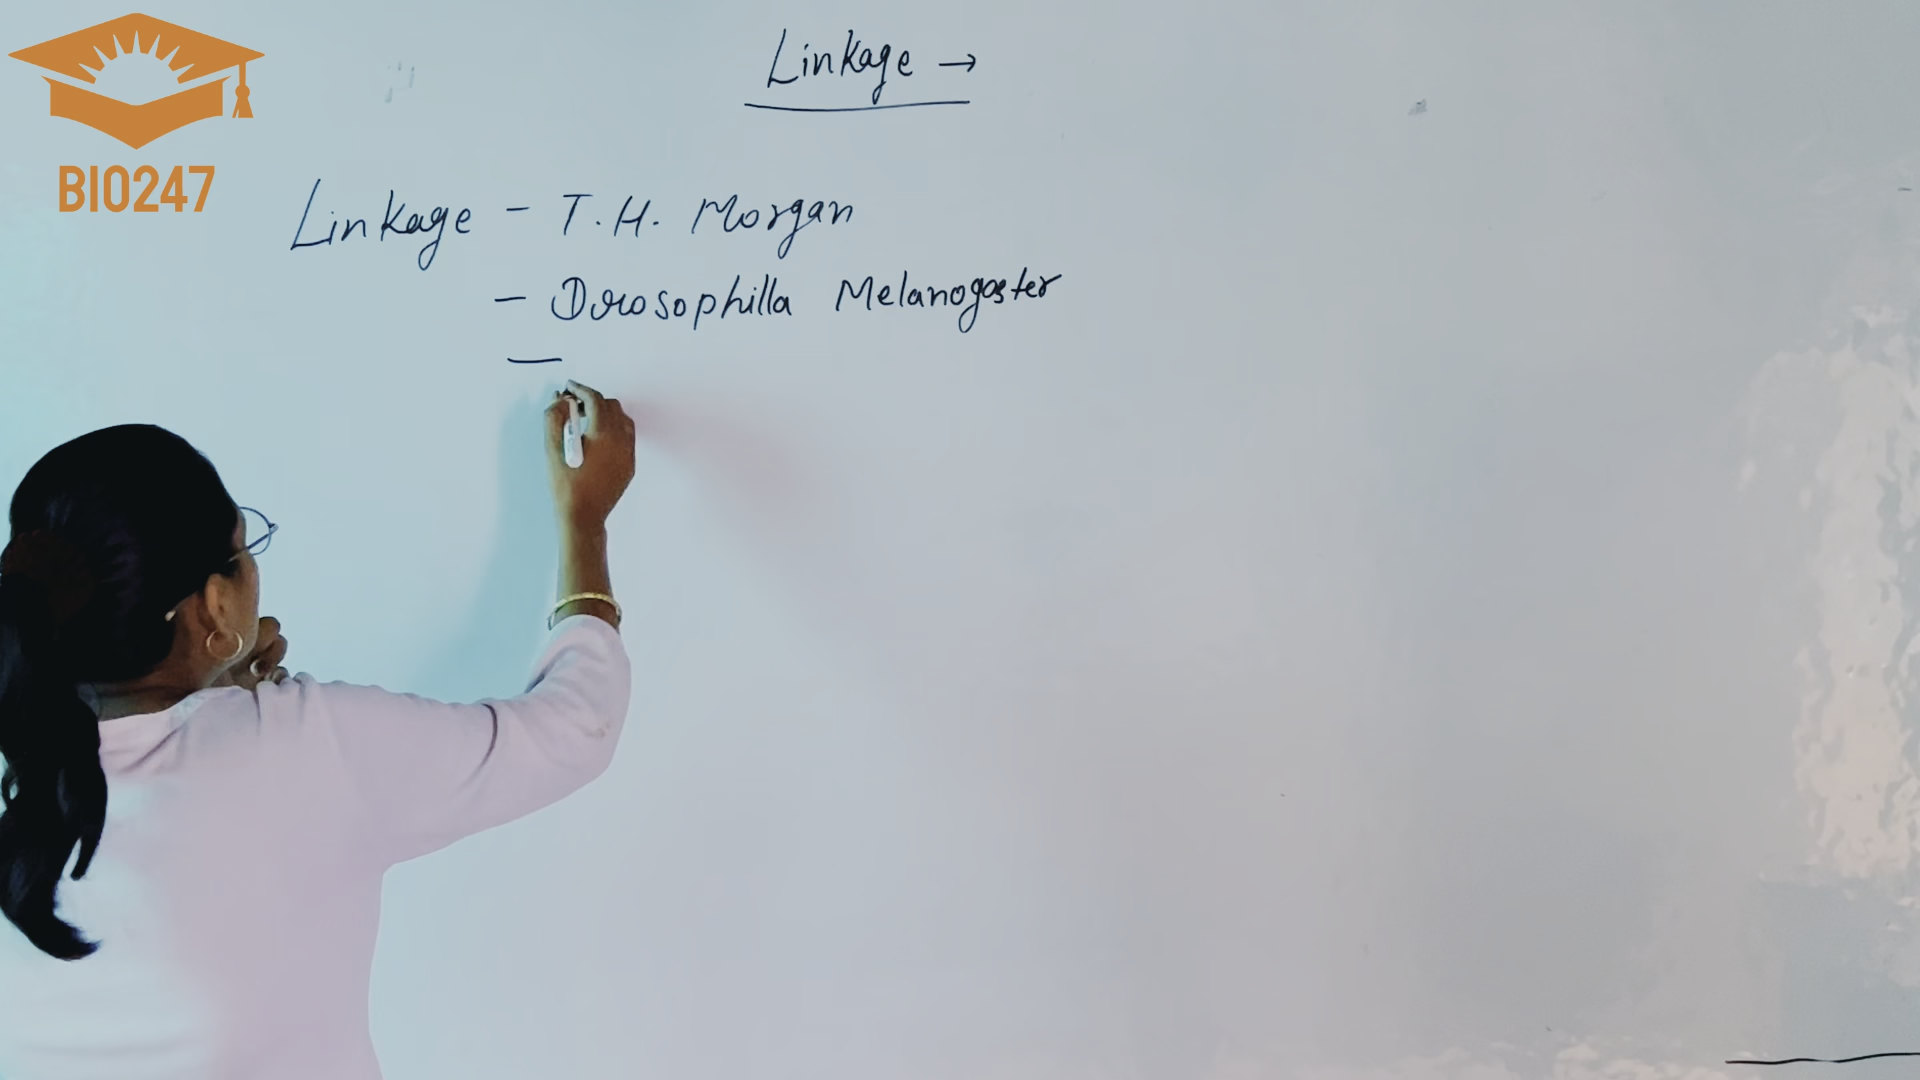 Linkage →
BIO247
Linkage - T.H. Morgan
- Drosophilla Melanogaster
-